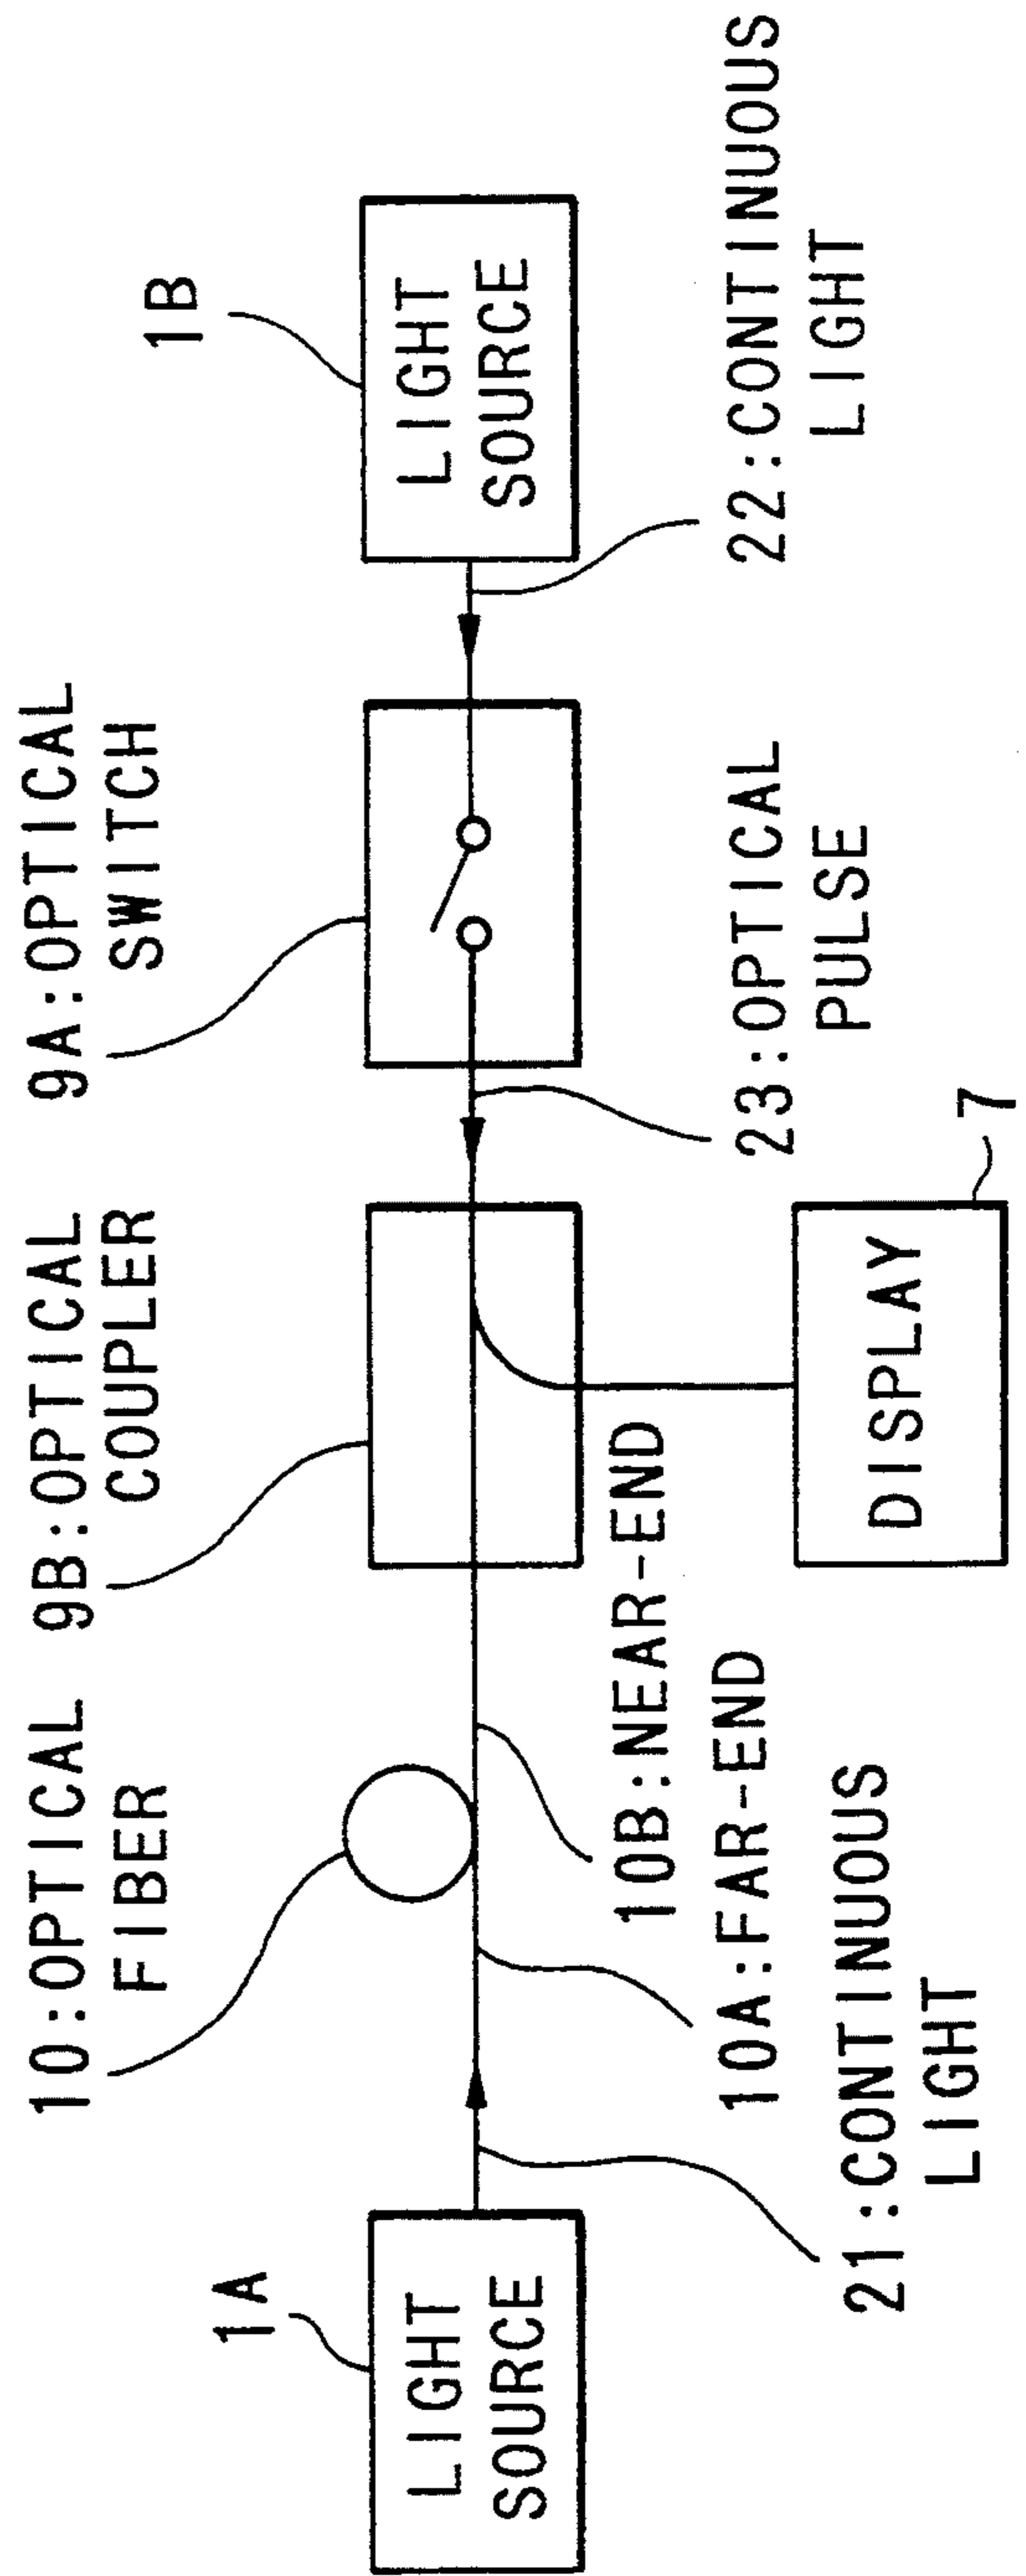 10:OPTICAL
FIBER
9B:OPTICAL
COUPLER
9A:OPTICAL
SWITCH
1A
1B
LIGHT
SOURCE
LIGHT
SOURCE
10B:NEAR-END
10A:FAR-END
21:CONTINUOUS
LIGHT
23:OPTICAL
PULSE
22:CONTINUOUS
LIGHT
DISPLAY
7